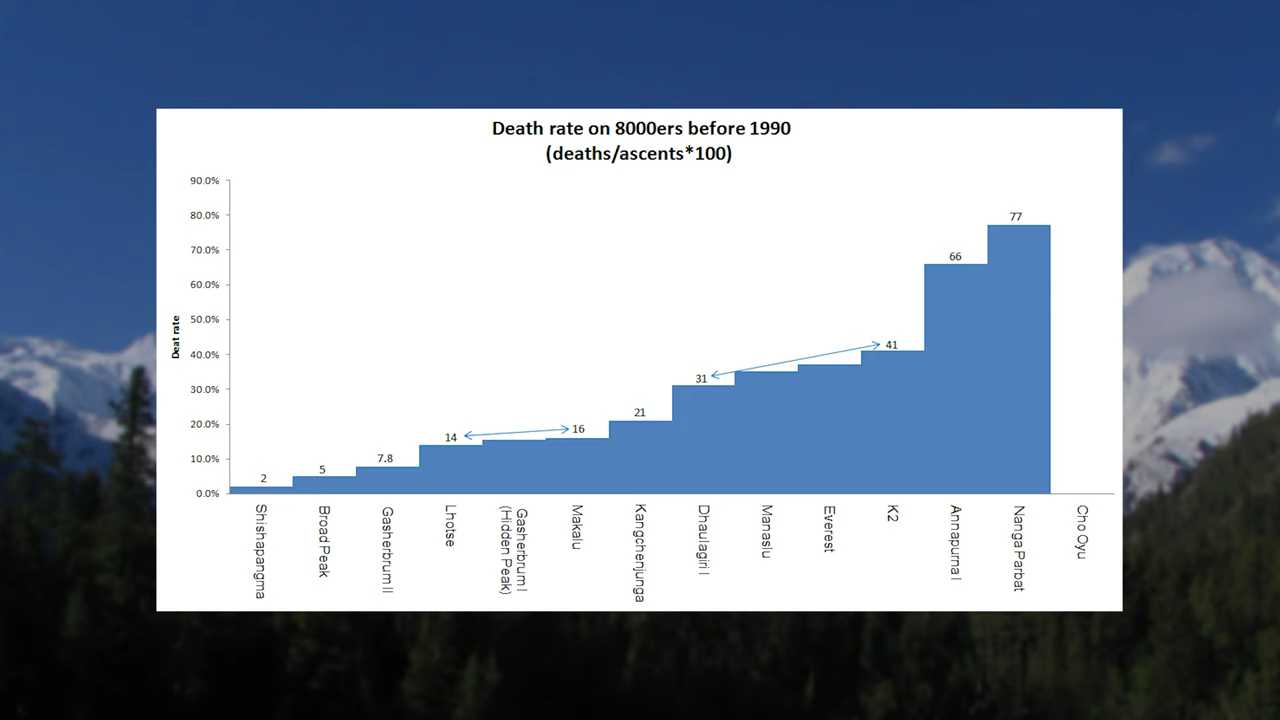 Death rate on 8000ers before 1990
(deaths/ascents*100)
90.0%
80.0%
70.0%
60.0%
50.0%
40.0%
30.0%
20.0%
10.0%
0.0%
Deat rate
2
5
7.8
14
16
21
31
41
66
77
Shishapangma
Broad Peak
Gasherbrum II
Lhotse
Gasherbrum I
(Hidden Peak)
Makalu
Kangchenjunga
Dhaulagiri I
Manaslu
Everest
K2
Annapurna I
Nanga Parbat
Cho Oyu